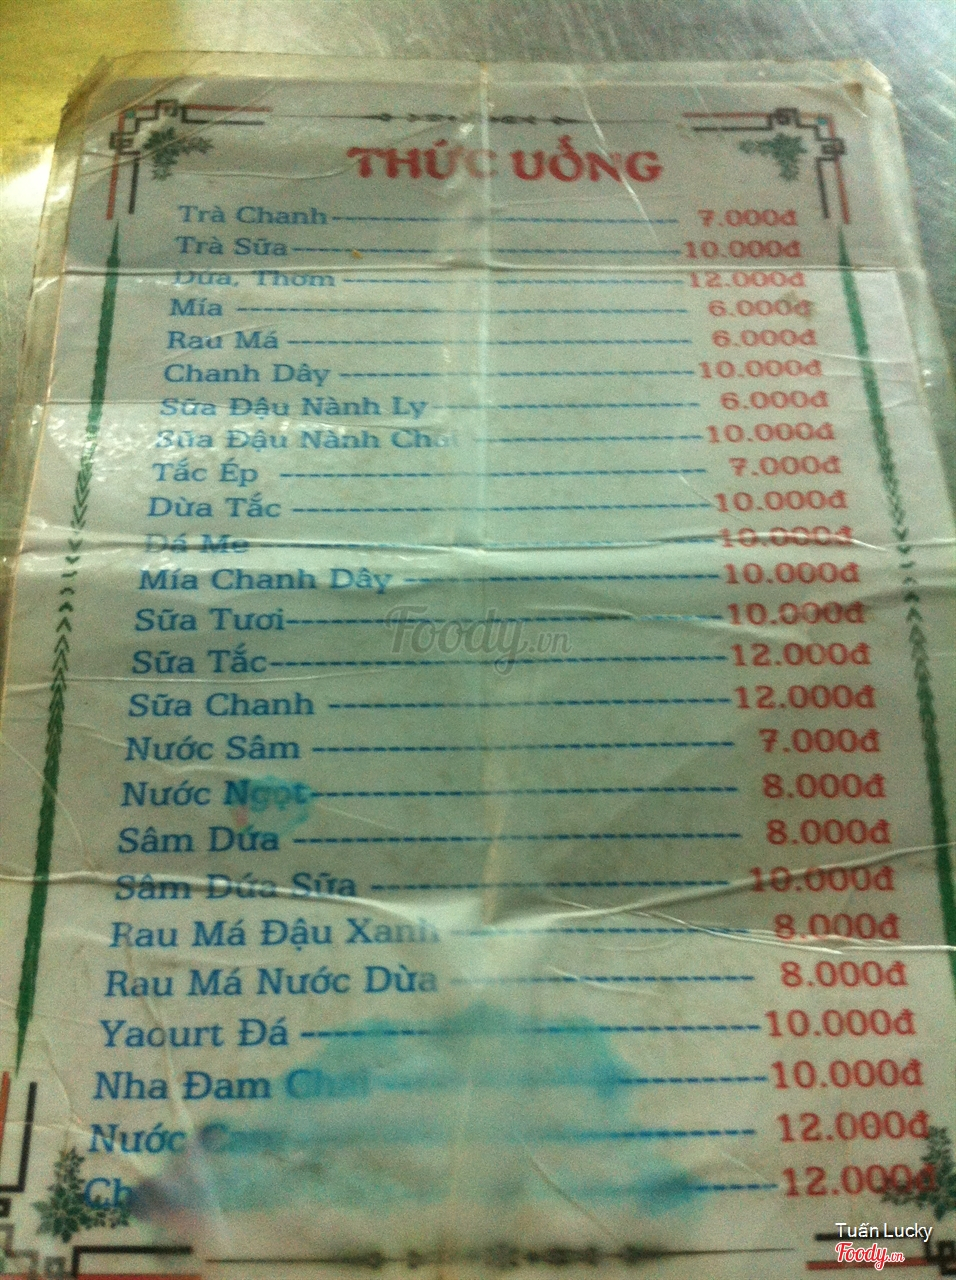 THỨC UỐNG
Trà Chanh 7.000đ
Trà Sữa 10.000đ
Dứa, Thơm 12.000đ
Mía 6.000đ
Rau Má 6.000đ
Chanh Dây 10.000đ
Sữa Đậu Nành Ly 6.000đ
Sữa Đậu Nành Chai 10.000đ
Tắc Ép 7.000đ
Dừa Tắc 10.000đ
Đá Me 10.000đ
Mía Chanh Dây 10.000đ
Sữa Tươi 10.000đ
Sữa Tắc 12.000đ
Sữa Chanh 12.000đ
Nước Sâm 7.000đ
Nước Ngọt 8.000đ
Sâm Dứa 8.000đ
Sâm Dứa Sữa 10.000đ
Rau Má Đậu Xanh 8.000đ
Rau Má Nước Dừa 8.000đ
Yaourt Đá 10.000đ
Nha Đam Chai 10.000đ
Nước 12.000đ
12.000đ
Foody.vn
Tuấn Lucky
Foody.vn